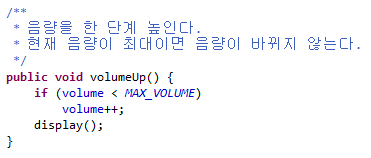 /**
 * 음량을 한 단계 높인다.
 * 현재 음량이 최대이면 음량이 바뀌지 않는다.
 */
public void volumeUp() {
    if (volume < MAX_VOLUME)
        volume++;
    display();
}